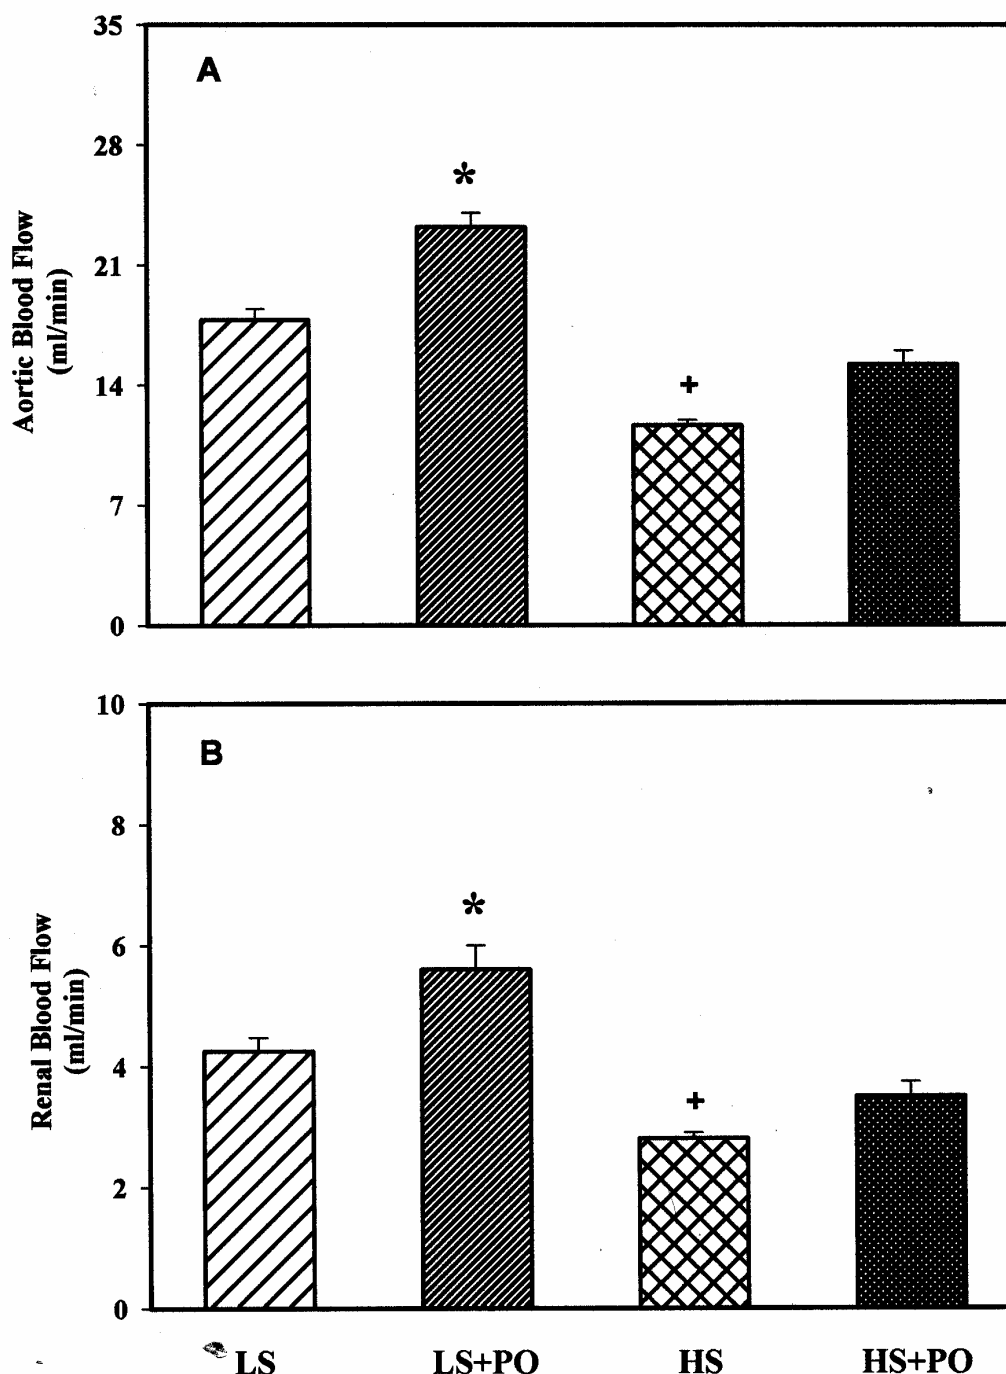 35
A
28
*
21
Aortic Blood Flow
(ml/min)
14
+
7
0
10
B
8
*
6
Renal Blood Flow
(ml/min)
4
+
2
0
LS LS+PO HS HS+PO